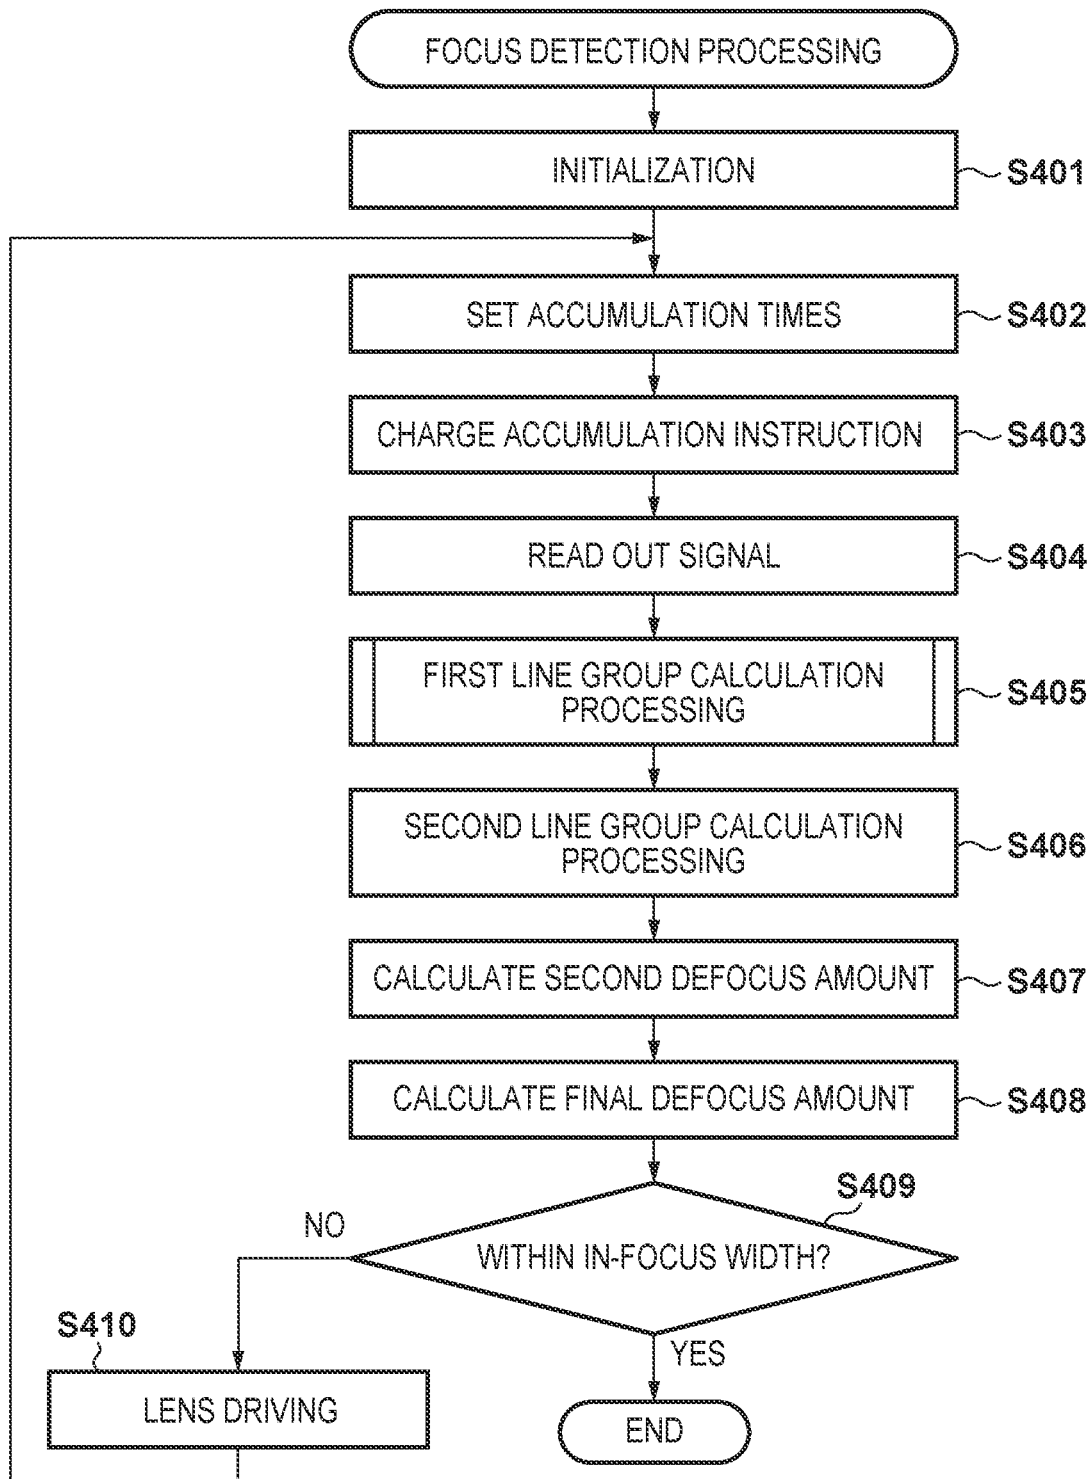 FOCUS DETECTION PROCESSING
INITIALIZATION
S401
SET ACCUMULATION TIMES
S402
CHARGE ACCUMULATION INSTRUCTION
S403
READ OUT SIGNAL
S404
FIRST LINE GROUP CALCULATION
PROCESSING
S405
SECOND LINE GROUP CALCULATION
PROCESSING
S406
CALCULATE SECOND DEFOCUS AMOUNT
S407
CALCULATE FINAL DEFOCUS AMOUNT
S408
S409
NO
WITHIN IN-FOCUS WIDTH?
S410
YES
LENS DRIVING
END